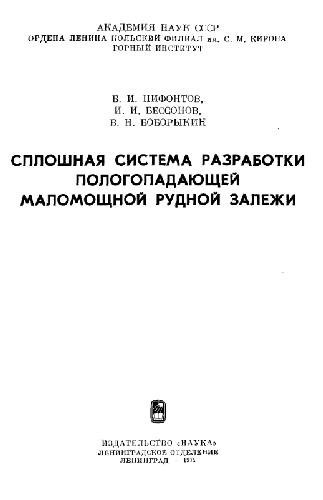 АКАДЕМИЯ НАУК СССР
ОРДЕНА ЛЕНИНА КОЛЬСКИЙ ФИЛИАЛ им. С. М. КИРОВА
ГОРНЫЙ ИНСТИТУТ
Б. И. НИФОНТОВ,
И. И. БЕССОНОВ,
В. Н. БОБОРЫКИН
СПЛОШНАЯ СИСТЕМА РАЗРАБОТКИ
ПОЛОГОПАДАЮЩЕЙ
МАЛОМОЩНОЙ РУДНОЙ ЗАЛЕЖИ
ИЗДАТЕЛЬСТВО «НАУКА»
ЛЕНИНГРАДСКОЕ ОТДЕЛЕНИЕ
ЛЕНИНГРАД ·